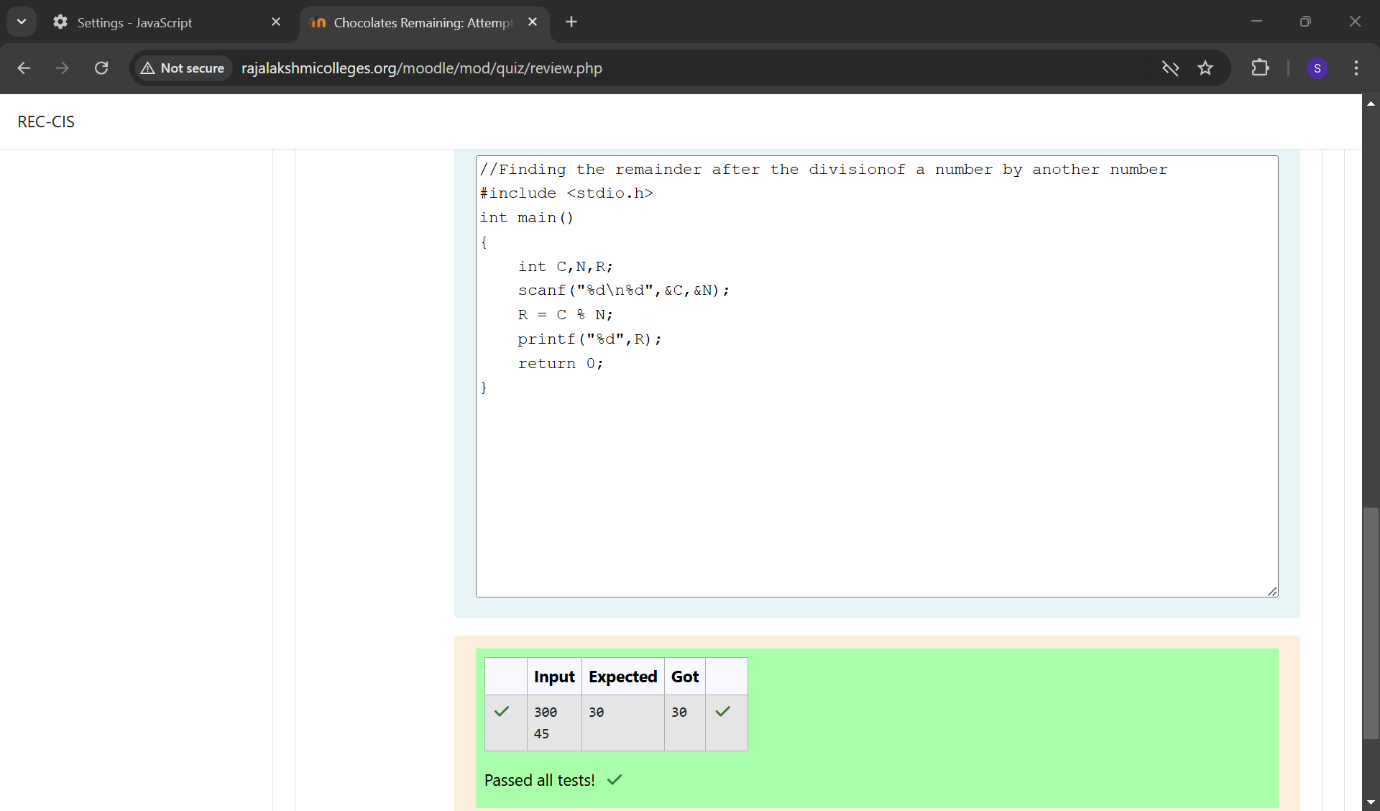 Settings - JavaScript
Chocolates Remaining: Attemp
Not secure
rajalakshmicolleges.org/moodle/mod/quiz/review.php
S
REC-CIS
//Finding the remainder after the divisionof a number by another number
#include <stdio.h>
int main()
{
    int C,N,R;
    scanf("%d\n%d",&C,&N);
    R = C % N;
    printf("%d",R);
    return 0;
}
Input Expected Got
300 30 30
45
Passed all tests!